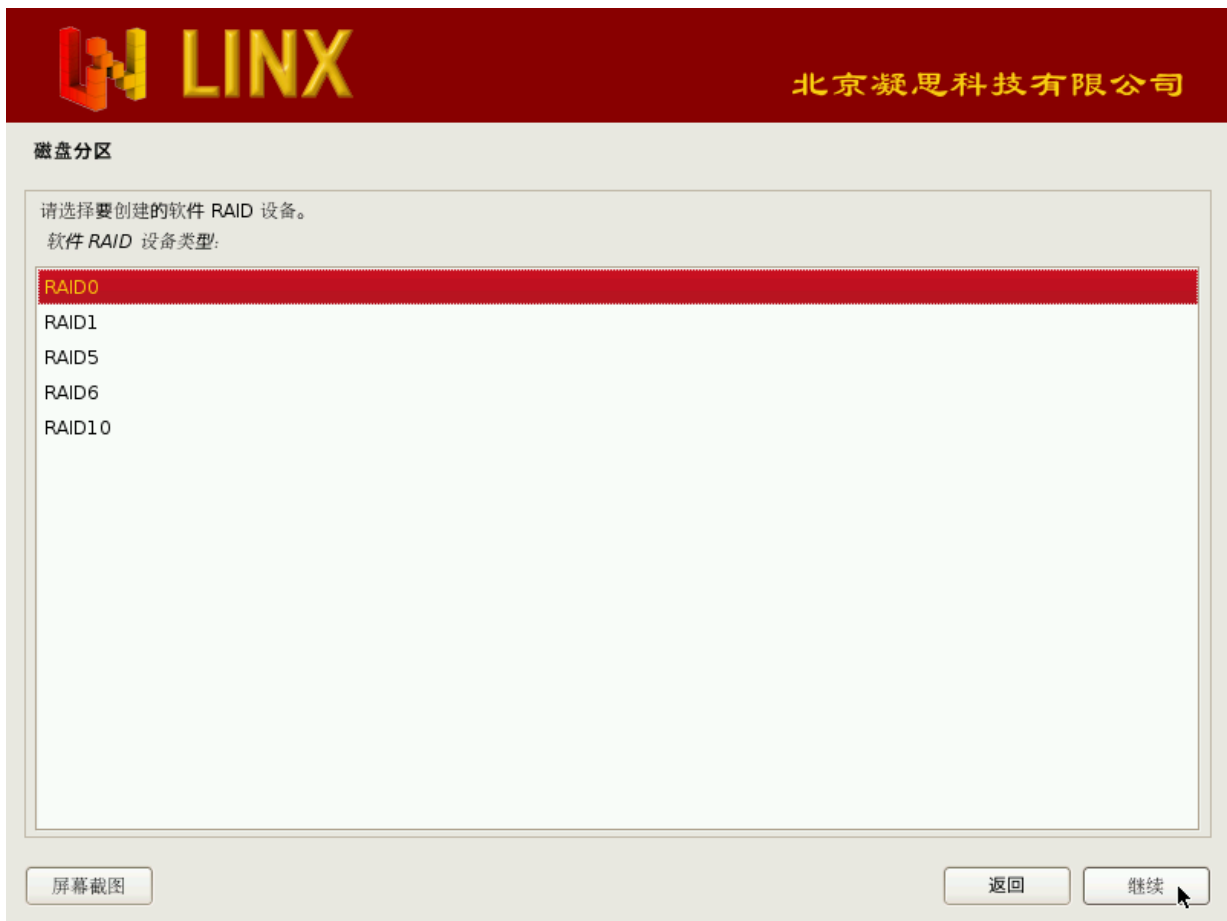 LINX
北京凝思科技有限公司
磁盘分区
请选择要创建的软件 RAID 设备。
软件 RAID 设备类型:
RAID0
RAID1
RAID5
RAID6
RAID10
屏幕截图
返回
继续